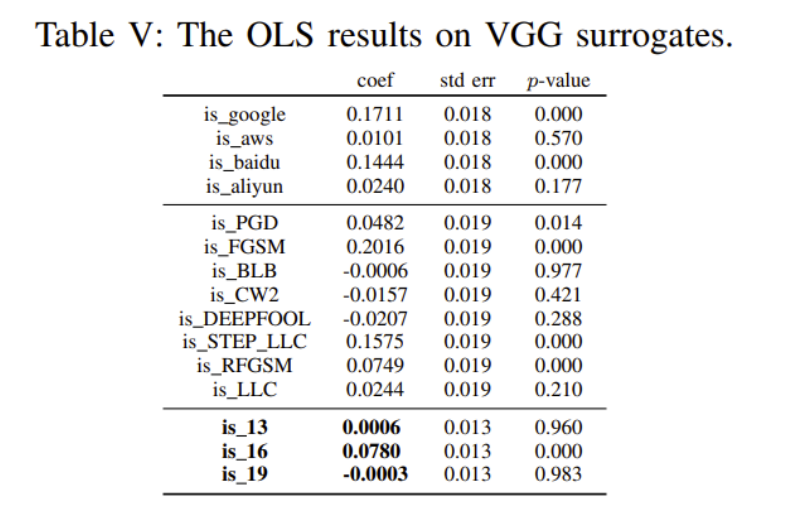 Table V: The OLS results on VGG surrogates.
coef std err p-value
is_google 0.1711 0.018 0.000
is_aws 0.0101 0.018 0.570
is_baidu 0.1444 0.018 0.000
is_aliyun 0.0240 0.018 0.177
is_PGD 0.0482 0.019 0.014
is_FGSM 0.2016 0.019 0.000
is_BLB -0.0006 0.019 0.977
is_CW2 -0.0157 0.019 0.421
is_DEEPFOOL -0.0207 0.019 0.288
is_STEP_LLC 0.1575 0.019 0.000
is_RFGSM 0.0749 0.019 0.000
is_LLC 0.0244 0.019 0.210
is_13 0.0006 0.013 0.960
is_16 0.0780 0.013 0.000
is_19 -0.0003 0.013 0.983